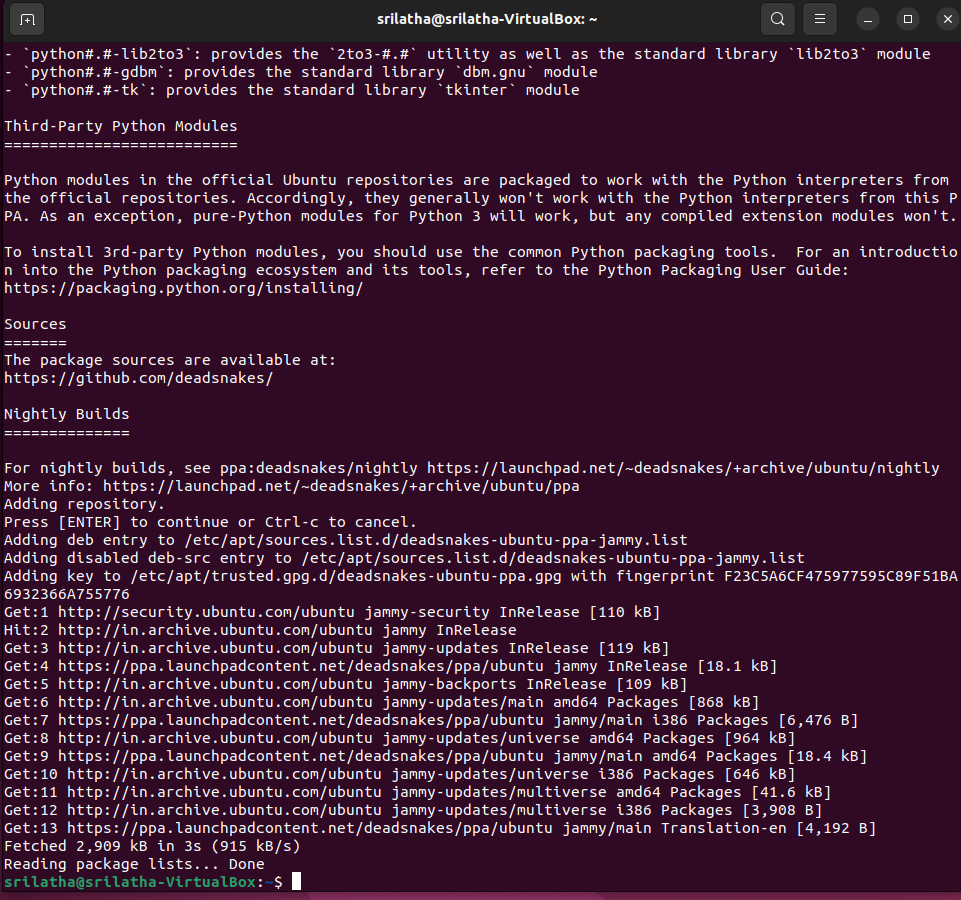 srilatha@srilatha-VirtualBox: ~
- `python#.#-lib2to3`: provides the `2to3-#.#` utility as well as the standard library `lib2to3` module
- `python#.#-gdbm`: provides the standard library `dbm.gnu` module
- `python#.#-tk`: provides the standard library `tkinter` module
Third-Party Python Modules
==========================
Python modules in the official Ubuntu repositories are packaged to work with the Python interpreters from
the official repositories. Accordingly, they generally won't work with the Python interpreters from this P
PA. As an exception, pure-Python modules for Python 3 will work, but any compiled extension modules won't.
To install 3rd-party Python modules, you should use the common Python packaging tools.  For an introductio
n into the Python packaging ecosystem and its tools, refer to the Python Packaging User Guide:
https://packaging.python.org/installing/
Sources
=======
The package sources are available at:
https://github.com/deadsnakes/
Nightly Builds
==============
For nightly builds, see ppa:deadsnakes/nightly https://launchpad.net/~deadsnakes/+archive/ubuntu/nightly
More info: https://launchpad.net/~deadsnakes/+archive/ubuntu/ppa
Adding repository.
Press [ENTER] to continue or Ctrl-c to cancel.
Adding deb entry to /etc/apt/sources.list.d/deadsnakes-ubuntu-ppa-jammy.list
Adding disabled deb-src entry to /etc/apt/sources.list.d/deadsnakes-ubuntu-ppa-jammy.list
Adding key to /etc/apt/trusted.gpg.d/deadsnakes-ubuntu-ppa.gpg with fingerprint F23C5A6CF475977595C89F51BA
6932366A755776
Get:1 http://security.ubuntu.com/ubuntu jammy-security InRelease [110 kB]
Hit:2 http://in.archive.ubuntu.com/ubuntu jammy InRelease
Get:3 http://in.archive.ubuntu.com/ubuntu jammy-updates InRelease [119 kB]
Get:4 https://ppa.launchpadcontent.net/deadsnakes/ppa/ubuntu jammy InRelease [18.1 kB]
Get:5 http://in.archive.ubuntu.com/ubuntu jammy-backports InRelease [109 kB]
Get:6 http://in.archive.ubuntu.com/ubuntu jammy-updates/main amd64 Packages [868 kB]
Get:7 https://ppa.launchpadcontent.net/deadsnakes/ppa/ubuntu jammy/main i386 Packages [6,476 B]
Get:8 http://in.archive.ubuntu.com/ubuntu jammy-updates/universe amd64 Packages [964 kB]
Get:9 https://ppa.launchpadcontent.net/deadsnakes/ppa/ubuntu jammy/main amd64 Packages [18.4 kB]
Get:10 http://in.archive.ubuntu.com/ubuntu jammy-updates/universe i386 Packages [646 kB]
Get:11 http://in.archive.ubuntu.com/ubuntu jammy-updates/multiverse amd64 Packages [41.6 kB]
Get:12 http://in.archive.ubuntu.com/ubuntu jammy-updates/multiverse i386 Packages [3,908 B]
Get:13 https://ppa.launchpadcontent.net/deadsnakes/ppa/ubuntu jammy/main Translation-en [4,192 B]
Fetched 2,909 kB in 3s (915 kB/s)
Reading package lists... Done
srilatha@srilatha-VirtualBox:~$